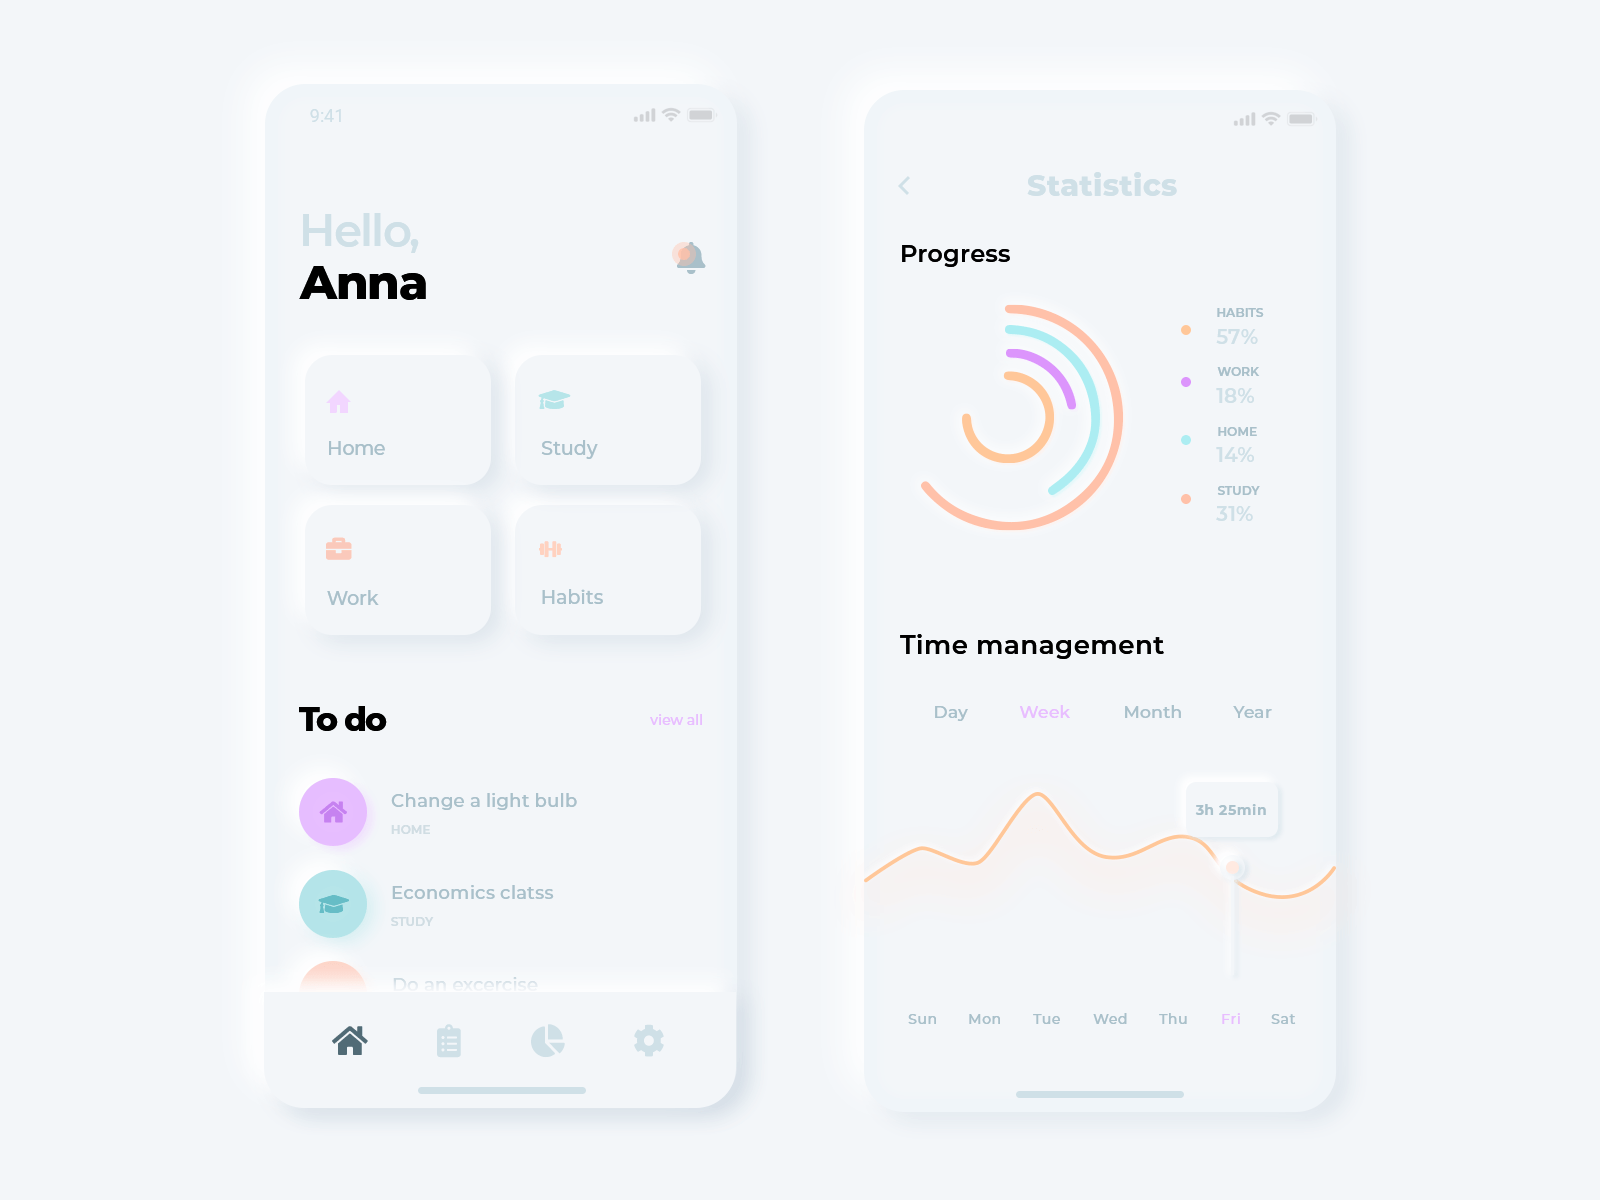 9:41
Hello,
Anna
Home
Study
Work
Habits
To do
view all
Change a light bulb
HOME
Economics clatss
STUDY
Do an excercise
Statistics
Progress
HABITS
57%
WORK
18%
HOME
14%
STUDY
31%
Time management
Day Week Month Year
3h 25min
Sun Mon Tue Wed Thu Fri Sat